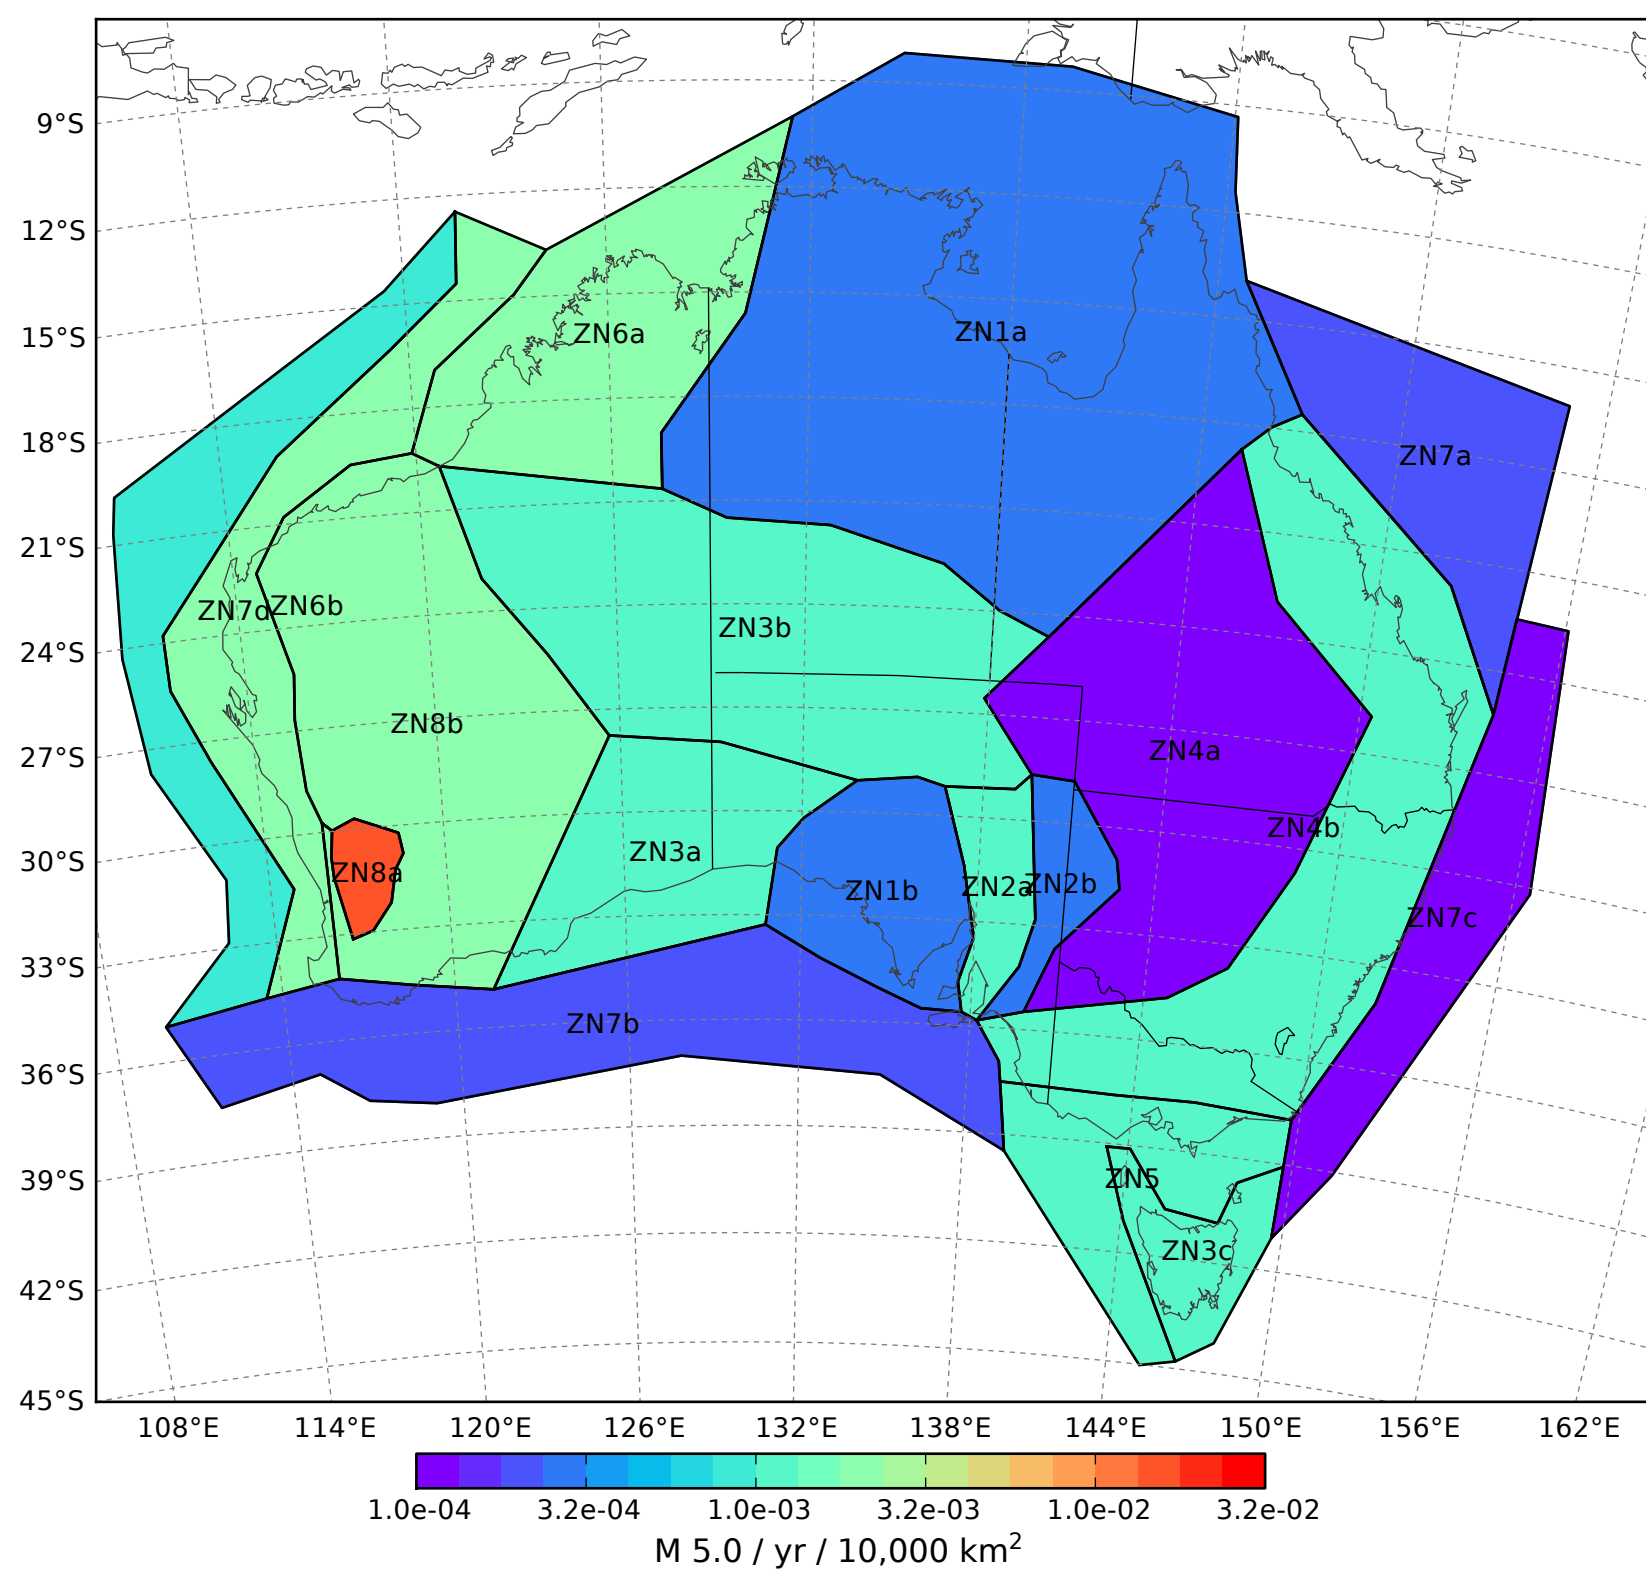 9°S
12°S
15°S
18°S
21°S
24°S
27°S
30°S
33°S
36°S
39°S
42°S
45°S
ZN6a
ZN1a
ZN7a
ZN7d
ZN6b
ZN3b
ZN8b
ZN4a
ZN4b
ZN3a
ZN8a
ZN1b
ZN2a
ZN2b
ZN7c
ZN7b
ZN5
ZN3c
108°E 114°E 120°E 126°E 132°E 138°E 144°E 150°E 156°E 162°E
1.0e-04 3.2e-04 1.0e-03 3.2e-03 1.0e-02 3.2e-02
M 5.0 / yr / 10,000 km²